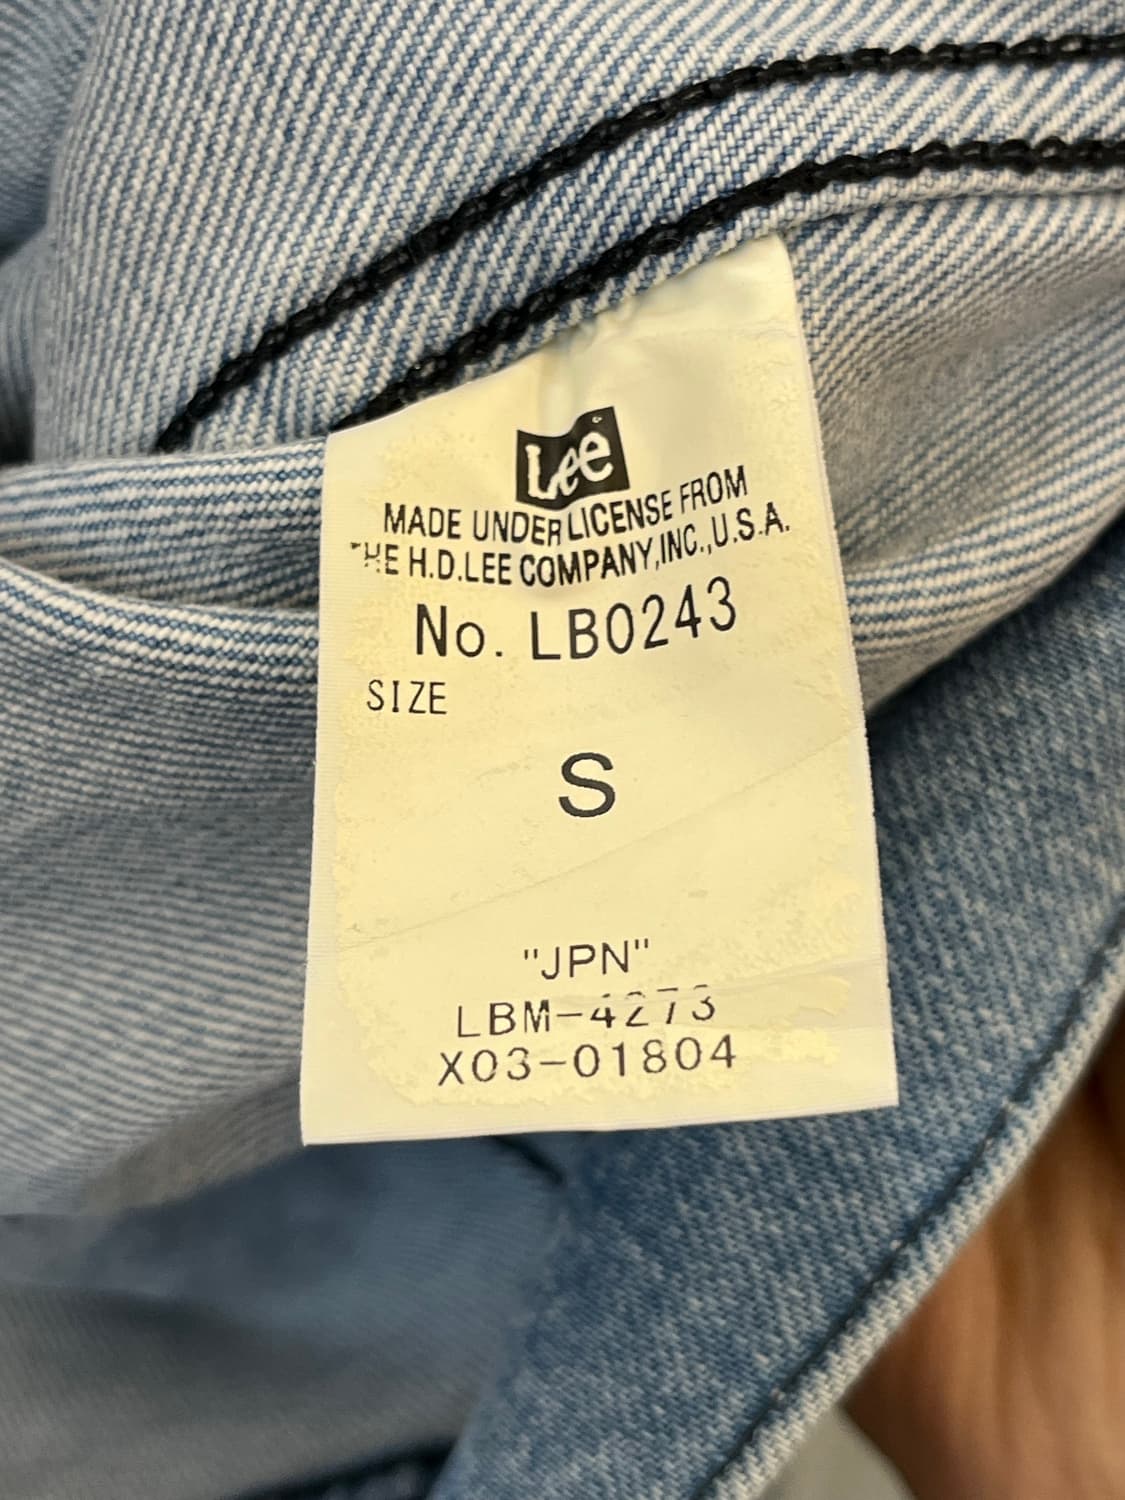 Lee
MADE UNDER LICENSE FROM
THE H.D.LEE COMPANY,INC.,U.S.A.
No. LB0243
SIZE
S
"JPN"
LBM-4273
X03-01804